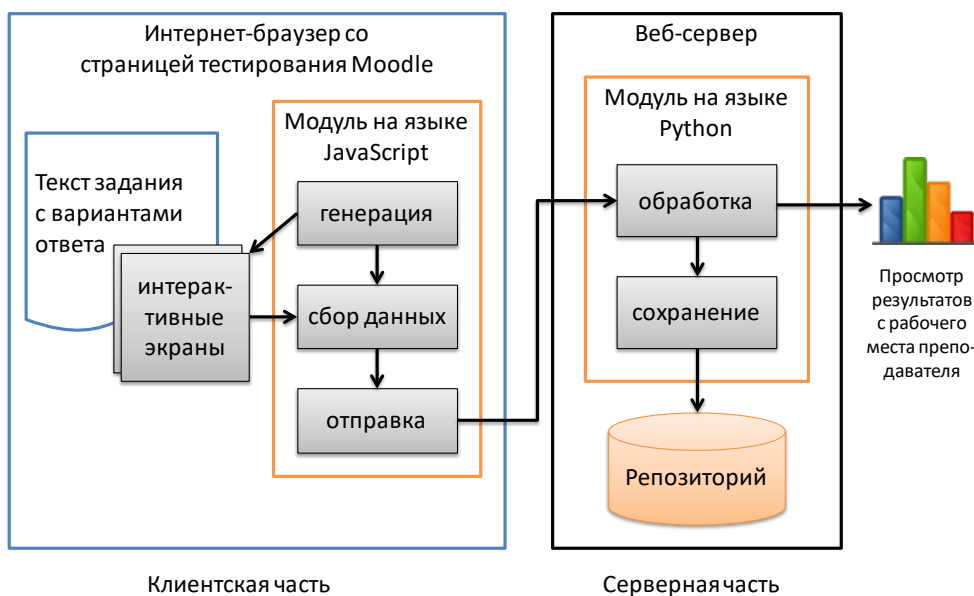 Интернет-браузер со
страницей тестирования Moodle
Модуль на языке
JavaScript
Текст задания
с вариантами
ответа
интерак-
тивные
экраны
генерация
сбор данных
отправка
Клиентская часть
Веб-сервер
Модуль на языке
Python
обработка
сохранение
Репозиторий
Серверная часть
Просмотр
результатов
с рабочего
места препо-
давателя